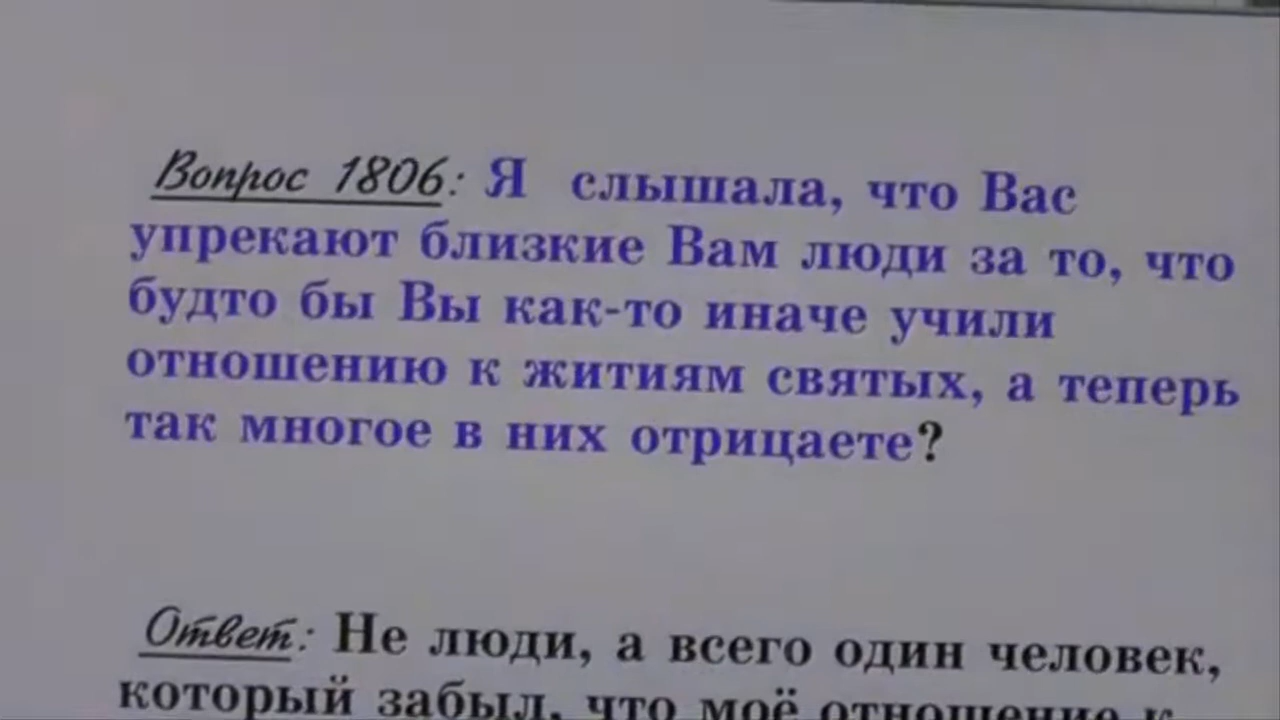 Вопрос 1806: Я слышала, что Вас
упрекают близкие Вам люди за то, что
будто бы Вы как-то иначе учили
отношению к житиям святых, а теперь
так многое в них отрицаете?
Ответ: Не люди, а всего один человек,
который забыл, что моё отношение к